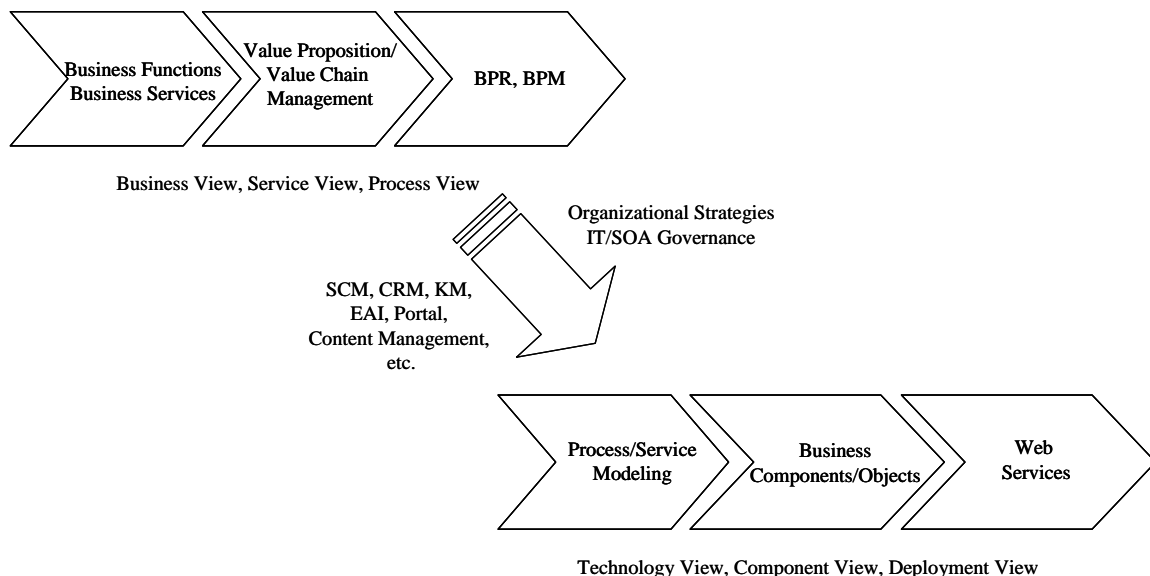 Business Functions
Business Services
Value Proposition/
Value Chain
Management
BPR, BPM
Business View, Service View, Process View
Organizational Strategies
IT/SOA Governance
SCM, CRM, KM,
EAI, Portal,
Content Management,
etc.
Process/Service
Modeling
Business
Components/Objects
Web
Services
Technology View, Component View, Deployment View